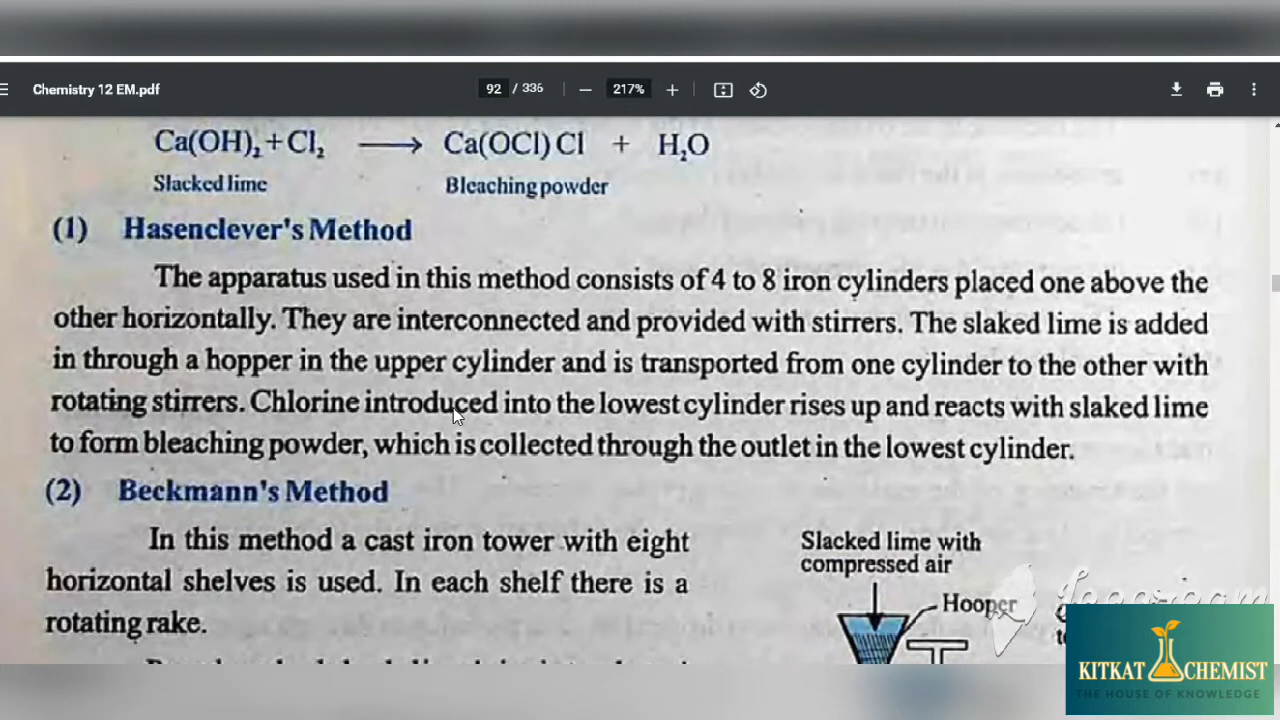 Chemistry 12 EM.pdf
92 / 336
217%
Ca(OH)₂+Cl₂ ⟶ Ca(OCl)Cl + H₂O
Slacked lime Bleaching powder
(1) Hasenclever's Method
The apparatus used in this method consists of 4 to 8 iron cylinders placed one above the
other horizontally. They are interconnected and provided with stirrers. The slaked lime is added
in through a hopper in the upper cylinder and is transported from one cylinder to the other with
rotating stirrers. Chlorine introduced into the lowest cylinder rises up and reacts with slaked lime
to form bleaching powder, which is collected through the outlet in the lowest cylinder.
(2) Beckmann's Method
In this method a cast iron tower with eight
horizontal shelves is used. In each shelf there is a
rotating rake.
Slacked lime with
compressed air
Hooper
KITKAT CHEMIST
THE HOUSE OF KNOWLEDGE